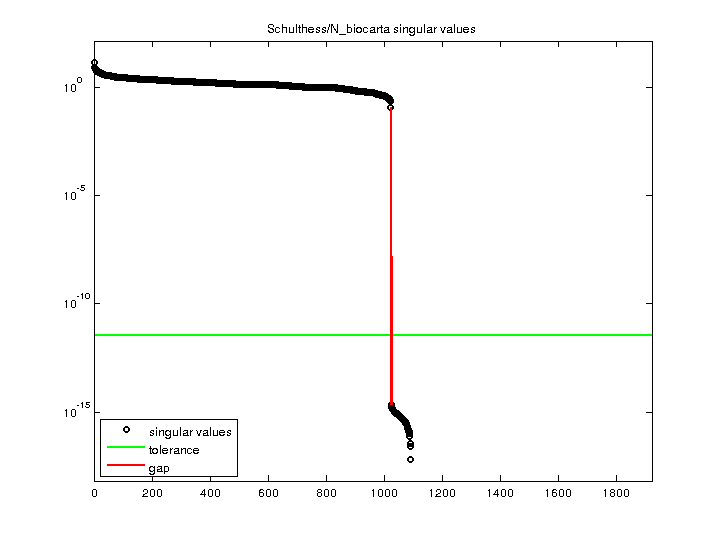 Schulthess/N_biocarta singular values
10^0
10^-5
10^-10
10^-15
singular values
tolerance
gap
0 200 400 600 800 1000 1200 1400 1600 1800